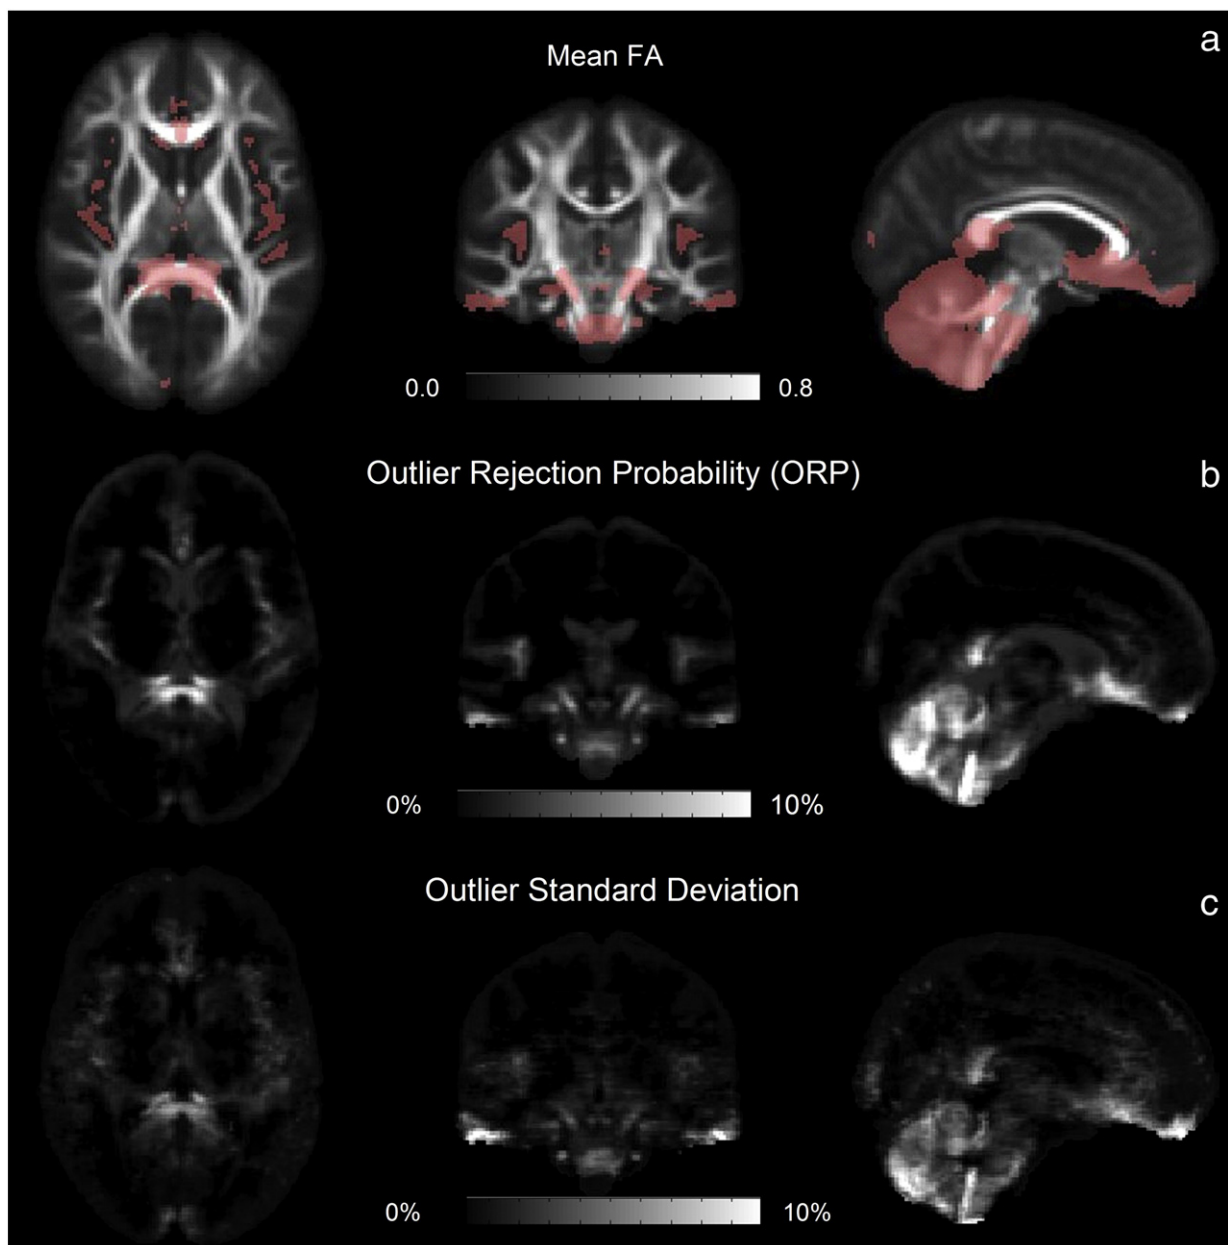 Mean FA
a
0.0
0.8
Outlier Rejection Probability (ORP)
b
0%
10%
Outlier Standard Deviation
c
0%
10%